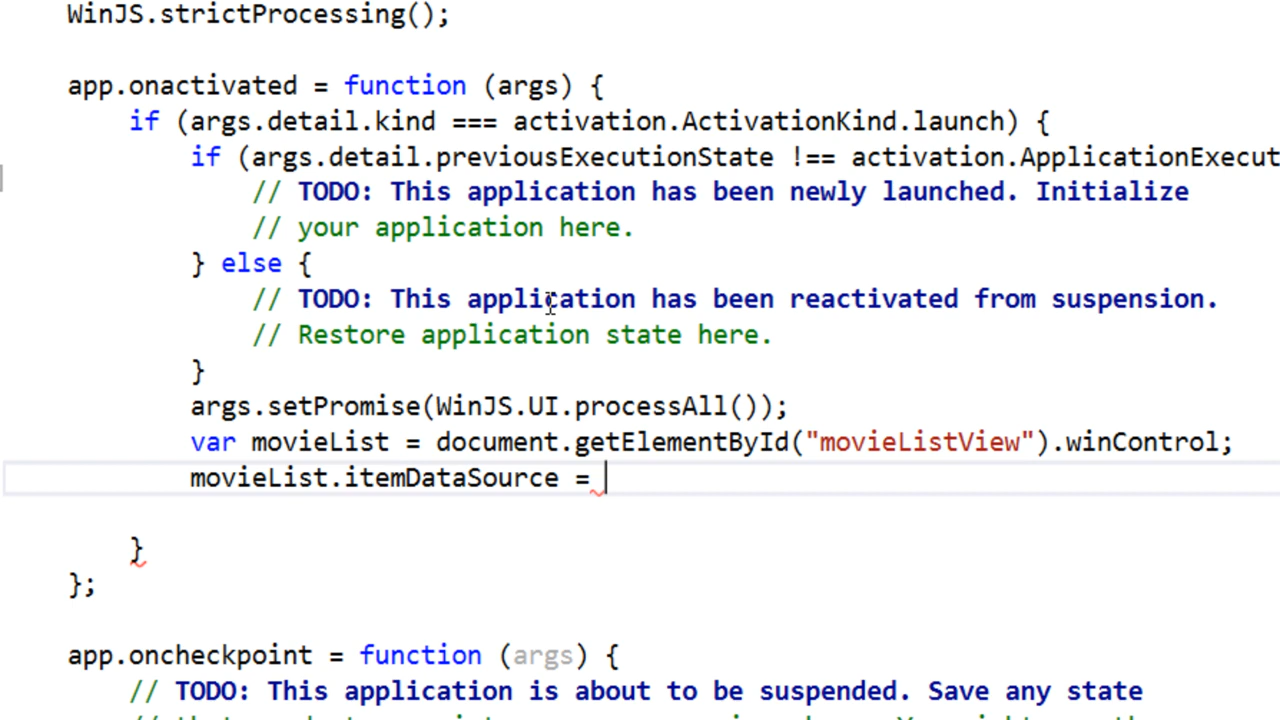 WinJS.strictProcessing();
app.onactivated = function (args) {
if (args.detail.kind === activation.ActivationKind.launch) {
if (args.detail.previousExecutionState !== activation.ApplicationExecut
// TODO: This application has been newly launched. Initialize
// your application here.
} else {
// TODO: This application has been reactivated from suspension.
// Restore application state here.
}
args.setPromise(WinJS.UI.processAll());
var movieList = document.getElementById("movieListView").winControl;
movieList.itemDataSource =
}
};
app.oncheckpoint = function (args) {
// TODO: This application is about to be suspended. Save any state